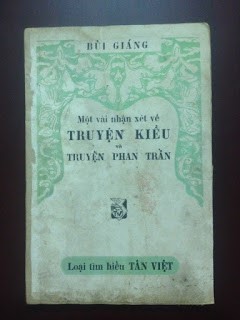 BÙI GIÁNG
Một vài nhận xét về
TRUYỆN KIỀU
và
TRUYỆN PHAN TRẦN
Loại tìm hiểu TÂN VIỆT